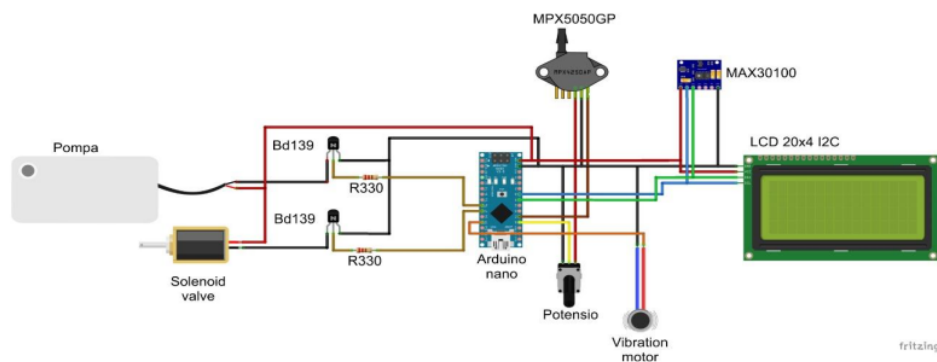 MPX5050GP
MAX30100
Bd139
LCD 20x4 I2C
Pompa
R330
Bd139
R330
Arduino
nano
Solenoid
valve
Potensio
Vibration
motor
fritzing